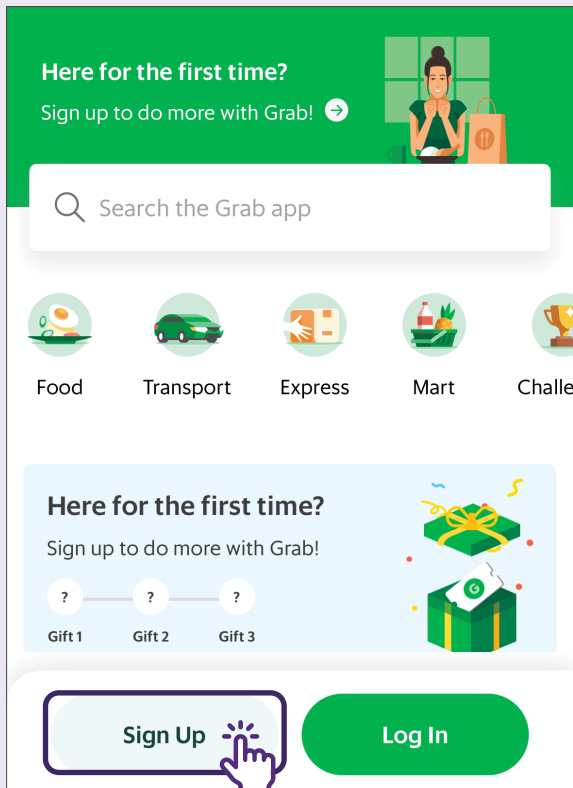 Here for the first time?
Sign up to do more with Grab!
Search the Grab app
Food Transport Express Mart Challe
Here for the first time?
Sign up to do more with Grab!
? ? ?
Gift 1 Gift 2 Gift 3
Sign Up Log In